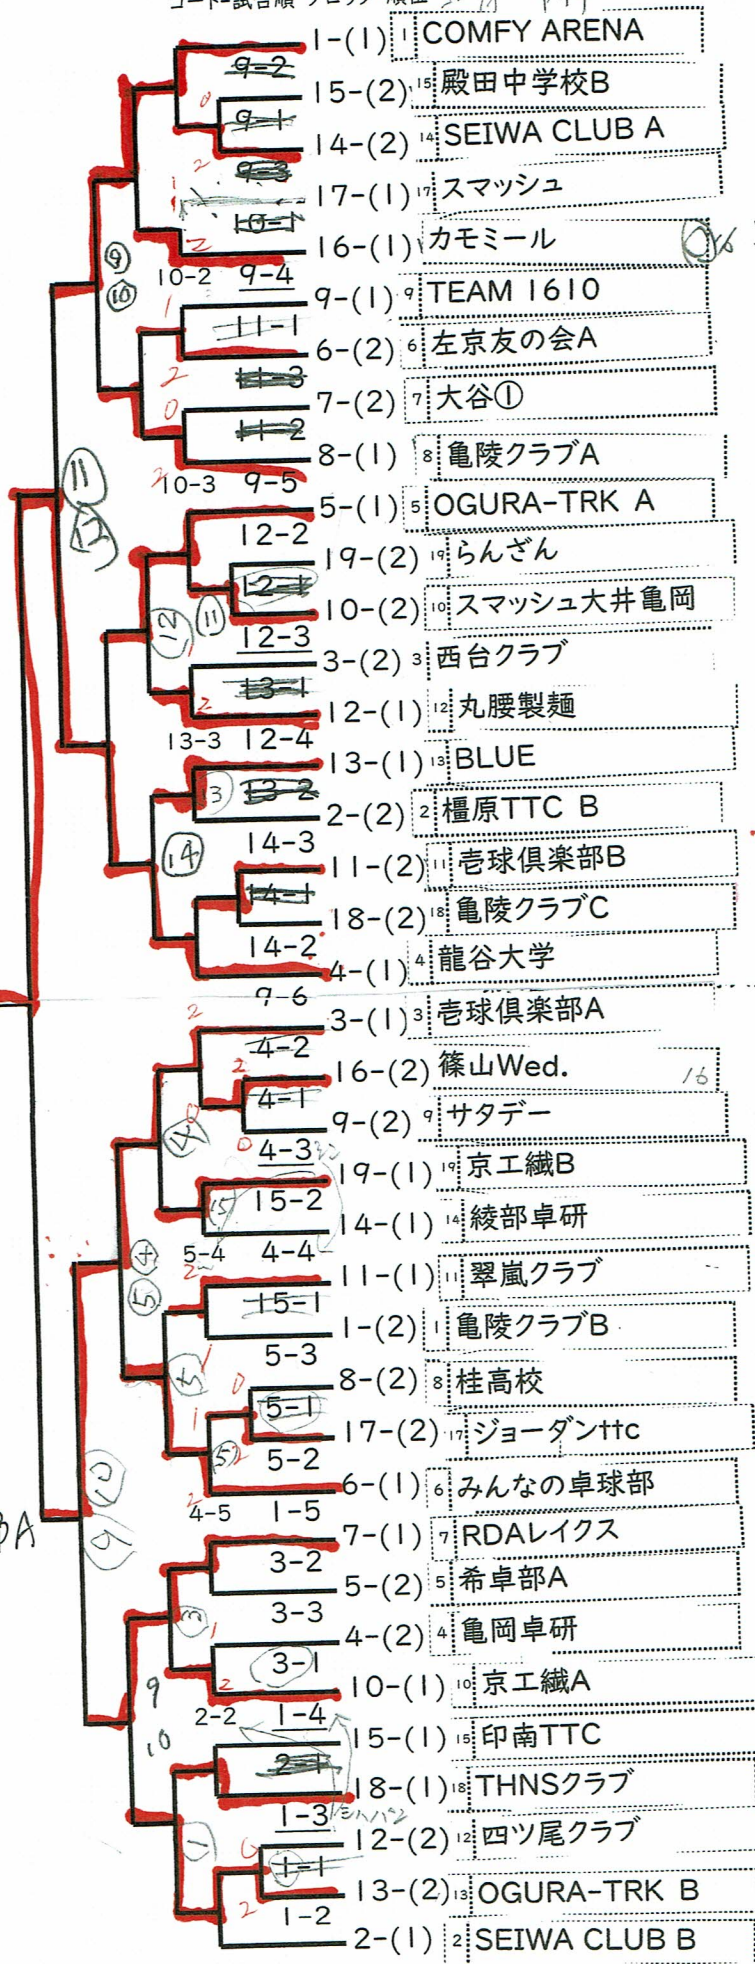 コート-試合順 ブロック-順位
1-(1) 1 COMFY ARENA
9-2
15-(2) 15 殿田中学校B
9-1
14-(2) 14 SEIWA CLUB A
9-3
17-(1) 17 スマッシュ
10-1
16-(1) カモミール
10-2 9-4
9-(1) 9 TEAM 1610
11-1
6-(2) 6 左京友の会A
11-3
7-(2) 7 大谷①
11-2
8-(1) 8 亀陵クラブA
10-3 9-5
5-(1) 5 OGURA-TRK A
12-2
19-(2) 19 らんざん
12-1
10-(2) 10 スマッシュ大井亀岡
12-3
3-(2) 3 西台クラブ
13-1
12-(1) 12 丸腰製麺
13-3 12-4
13-(1) 13 BLUE
13-2
2-(2) 2 橿原TTC B
14-3
11-(2) 11 壱球倶楽部B
14-1
18-(2) 18 亀陵クラブC
14-2
4-(1) 4 龍谷大学
9-6
3-(1) 3 壱球倶楽部A
4-2
16-(2) 篠山Wed. 16
4-1
9-(2) 9 サタデー
4-3
19-(1) 19 京工繊B
15-2
14-(1) 14 綾部卓研
5-4 4-4
11-(1) 11 翠嵐クラブ
15-1
1-(2) 1 亀陵クラブB
5-3
8-(2) 8 桂高校
5-1
17-(2) 17 ジョーダンttc
5-2
6-(1) 6 みんなの卓球部
4-5 1-5
7-(1) 7 RDAレイクス
3-2
5-(2) 5 希卓部A
3-3
4-(2) 4 亀岡卓研
3-1
10-(1) 10 京工繊A
2-2 1-4
15-(1) 15 印南TTC
2-1
18-(1) 18 THNSクラブ
1-3
12-(2) 12 四ツ尾クラブ
1-1
13-(2) 13 OGURA-TRK B
1-2
2-(1) 2 SEIWA CLUB B